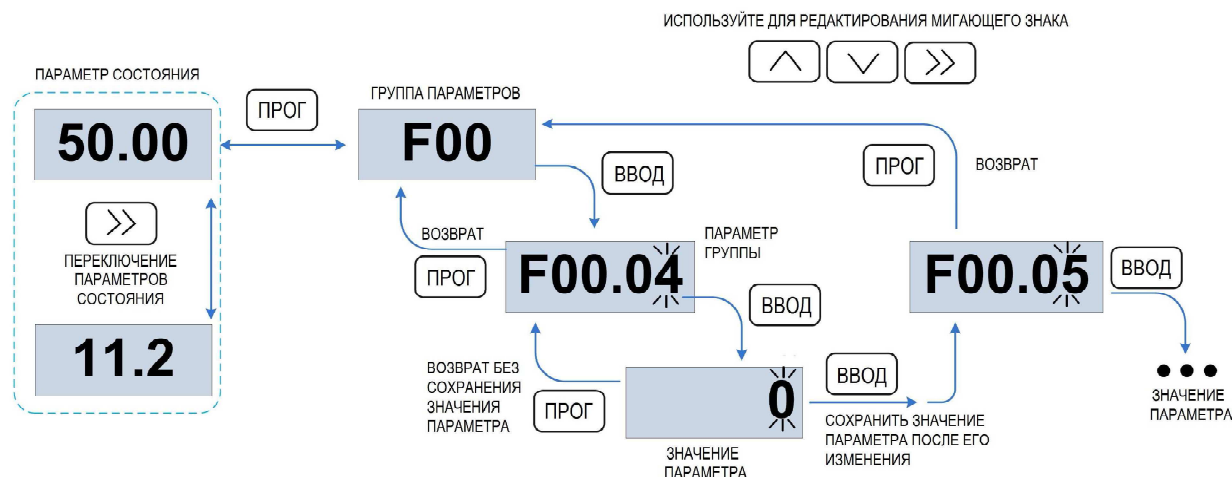 ИСПОЛЬЗУЙТЕ ДЛЯ РЕДАКТИРОВАНИЯ МИГАЮЩЕГО ЗНАКА
ПАРАМЕТР СОСТОЯНИЯ
50.00
ПРОГ
ГРУППА ПАРАМЕТРОВ
F00
ВВОД
ПРОГ
ВОЗВРАТ
ПЕРЕКЛЮЧЕНИЕ
ПАРАМЕТРОВ
СОСТОЯНИЯ
11.2
ВОЗВРАТ
ПРОГ
F00.04
ПАРАМЕТР
ГРУППЫ
ВВОД
F00.05
ВВОД
ВОЗВРАТ БЕЗ
СОХРАНЕНИЯ
ЗНАЧЕНИЯ
ПАРАМЕТРА
ПРОГ
0
ЗНАЧЕНИЕ
ПАРАМЕТРА
ВВОД
СОХРАНИТЬ ЗНАЧЕНИЕ
ПАРАМЕТРА ПОСЛЕ ЕГО
ИЗМЕНЕНИЯ
ЗНАЧЕНИЕ
ПАРАМЕТРА